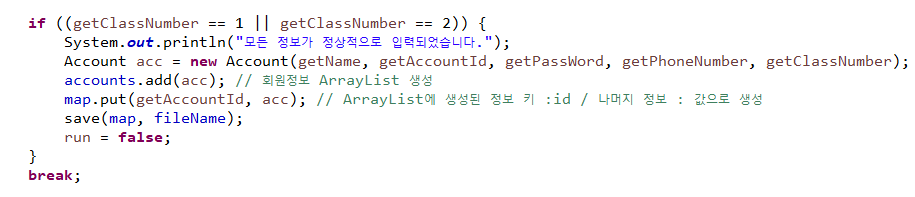 if ((getClassNumber == 1 || getClassNumber == 2)) {
System.out.println("모든 정보가 정상적으로 입력되었습니다.");
Account acc = new Account(getName, getAccountId, getPassWord, getPhoneNumber, getClassNumber);
accounts.add(acc); // 회원정보 ArrayList 생성
map.put(getAccountId, acc); // ArrayList에 생성된 정보 키 :id / 나머지 정보 : 값으로 생성
save(map, fileName);
run = false;
}
break;